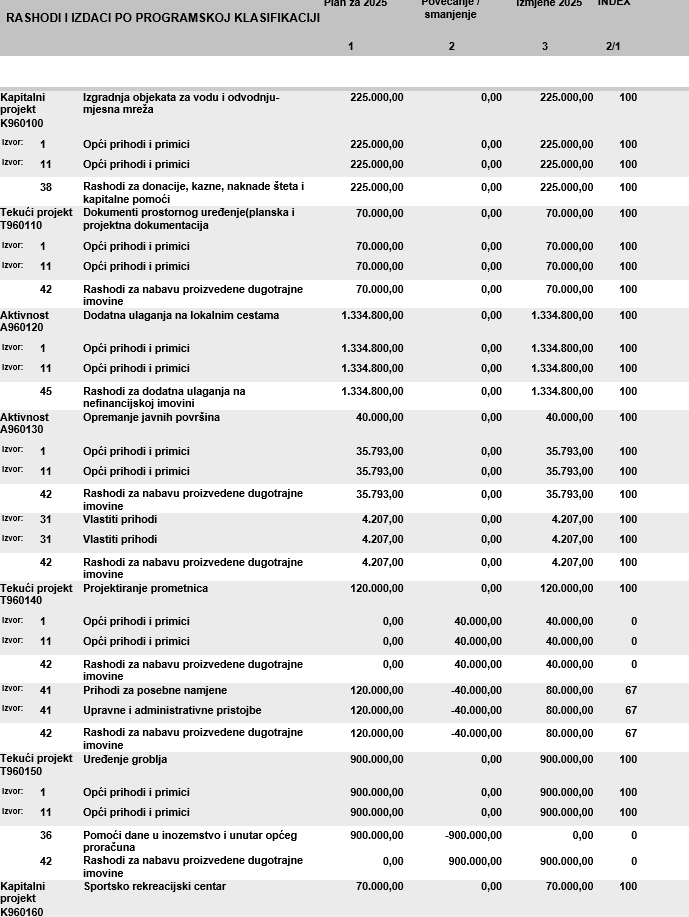 Plan za 2025 Povećanje / Izmjene 2025 INDEX
RASHODI I IZDACI PO PROGRAMSKOJ KLASIFIKACIJI smanjenje
1 2 3 2/1
Kapitalni Izgradnja objekata za vodu i odvodnju- 225.000,00 0,00 225.000,00 100
projekt mjesna mreža
K960100
Izvor: 1 Opći prihodi i primici 225.000,00 0,00 225.000,00 100
Izvor: 11 Opći prihodi i primici 225.000,00 0,00 225.000,00 100
38 Rashodi za donacije, kazne, naknade šteta i 225.000,00 0,00 225.000,00 100
kapitalne pomoći
Tekući projekt Dokumenti prostornog uređenje(planska i 70.000,00 0,00 70.000,00 100
T960110 projektna dokumentacija
Izvor: 1 Opći prihodi i primici 70.000,00 0,00 70.000,00 100
Izvor: 11 Opći prihodi i primici 70.000,00 0,00 70.000,00 100
42 Rashodi za nabavu proizvedene dugotrajne 70.000,00 0,00 70.000,00 100
imovine
Aktivnost Dodatna ulaganja na lokalnim cestama 1.334.800,00 0,00 1.334.800,00 100
A960120
Izvor: 1 Opći prihodi i primici 1.334.800,00 0,00 1.334.800,00 100
Izvor: 11 Opći prihodi i primici 1.334.800,00 0,00 1.334.800,00 100
45 Rashodi za dodatna ulaganja na 1.334.800,00 0,00 1.334.800,00 100
nefinancijskoj imovini
Aktivnost Opremanje javnih površina 40.000,00 0,00 40.000,00 100
A960130
Izvor: 1 Opći prihodi i primici 35.793,00 0,00 35.793,00 100
Izvor: 11 Opći prihodi i primici 35.793,00 0,00 35.793,00 100
42 Rashodi za nabavu proizvedene dugotrajne 35.793,00 0,00 35.793,00 100
imovine
Izvor: 31 Vlastiti prihodi 4.207,00 0,00 4.207,00 100
Izvor: 31 Vlastiti prihodi 4.207,00 0,00 4.207,00 100
42 Rashodi za nabavu proizvedene dugotrajne 4.207,00 0,00 4.207,00 100
imovine
Tekući projekt Projektiranje prometnica 120.000,00 0,00 120.000,00 100
T960140
Izvor: 1 Opći prihodi i primici 0,00 40.000,00 40.000,00 0
Izvor: 11 Opći prihodi i primici 0,00 40.000,00 40.000,00 0
42 Rashodi za nabavu proizvedene dugotrajne 0,00 40.000,00 40.000,00 0
imovine
Izvor: 41 Prihodi za posebne namjene 120.000,00 -40.000,00 80.000,00 67
Izvor: 41 Upravne i administrativne pristojbe 120.000,00 -40.000,00 80.000,00 67
42 Rashodi za nabavu proizvedene dugotrajne 120.000,00 -40.000,00 80.000,00 67
imovine
Tekući projekt Uređenje groblja 900.000,00 0,00 900.000,00 100
T960150
Izvor: 1 Opći prihodi i primici 900.000,00 0,00 900.000,00 100
Izvor: 11 Opći prihodi i primici 900.000,00 0,00 900.000,00 100
36 Pomoći dane u inozemstvo i unutar općeg 900.000,00 -900.000,00 0,00 0
proračuna
42 Rashodi za nabavu proizvedene dugotrajne 0,00 900.000,00 900.000,00 0
imovine
Kapitalni Sportsko rekreacijski centar 70.000,00 0,00 70.000,00 100
projekt
K960160